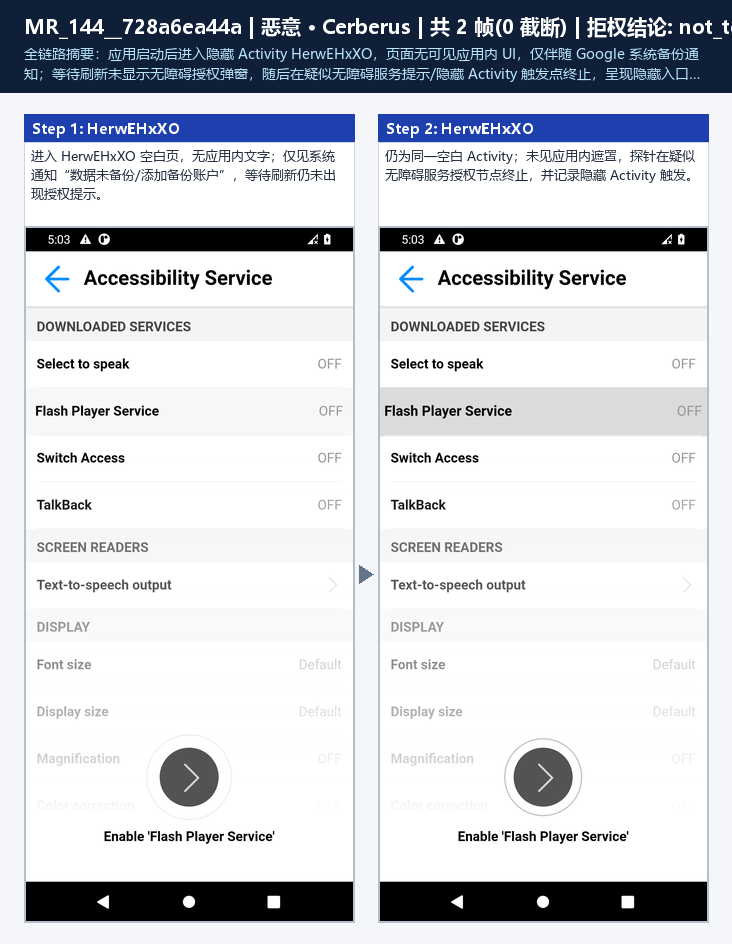 MR_144__728a6ea44a | 恶意 • Cerberus | 共 2 帧(0 截断) | 拒权结论: not_t
全链路摘要：应用启动后进入隐藏 Activity HerwEHxXO，页面无可见应用内 UI，仅伴随 Google 系统备份通
知；等待刷新未显示无障碍授权弹窗，随后在疑似无障碍服务提示/隐藏 Activity 触发点终止，呈现隐藏入口...
Step 1: HerwEHxXO
进入 HerwEHxXO 空白页，无应用内文字；仅见系统
通知“数据未备份/添加备份账户”，等待刷新仍未出
现授权提示。
5:03
Accessibility Service
DOWNLOADED SERVICES
Select to speak OFF
Flash Player Service OFF
Switch Access OFF
TalkBack OFF
SCREEN READERS
Text-to-speech output
DISPLAY
Font size Default
Display size Default
Magnification OFF
Color correction OFF
Enable 'Flash Player Service'
Step 2: HerwEHxXO
仍为同一空白 Activity；未见应用内遮罩，探针在疑似
无障碍服务授权节点终止，并记录隐藏 Activity 触发。
5:03
Accessibility Service
DOWNLOADED SERVICES
Select to speak OFF
Flash Player Service OFF
Switch Access OFF
TalkBack OFF
SCREEN READERS
Text-to-speech output
DISPLAY
Font size Default
Display size Default
Magnification OFF
Color correction OFF
Enable 'Flash Player Service'